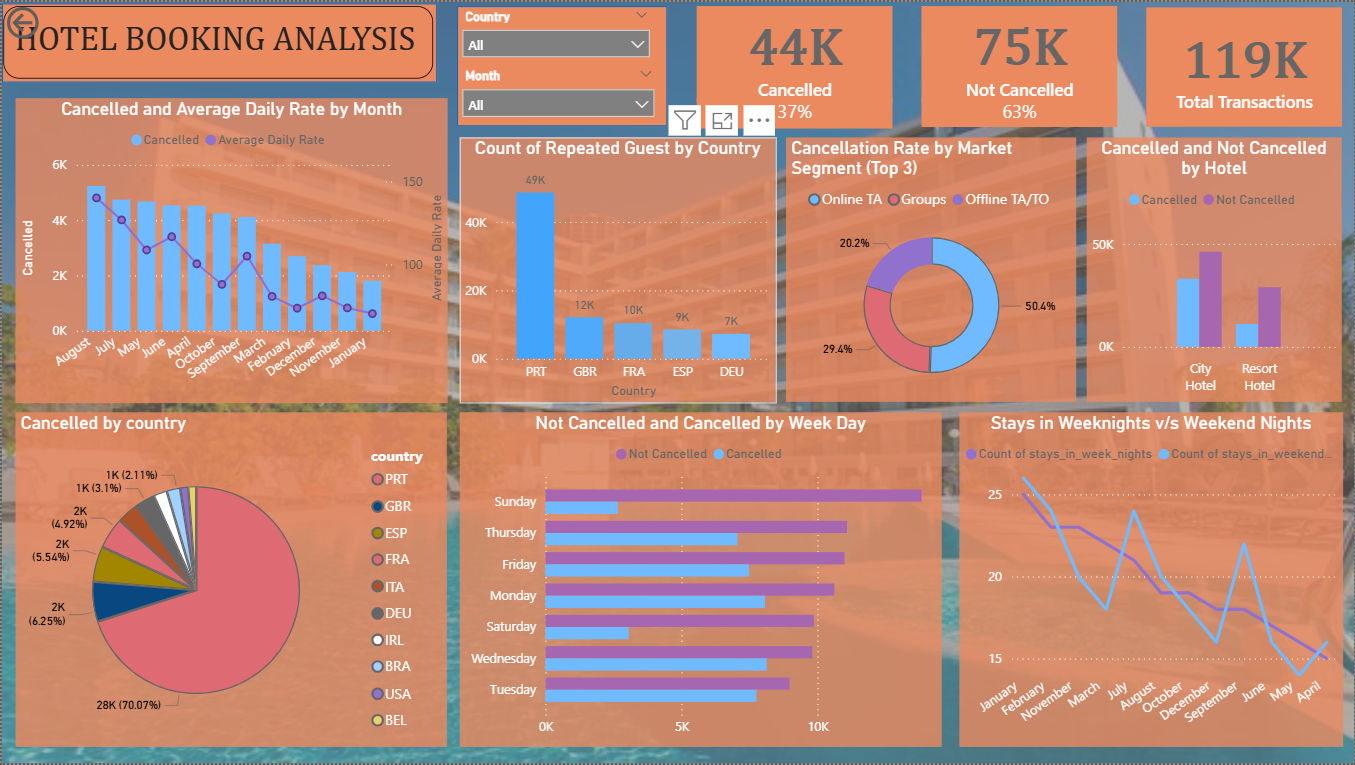 HOTEL BOOKING ANALYSIS
Country
All
Month
All
44K
Cancelled
37%
75K
Not Cancelled
63%
119K
Total Transactions
Cancelled and Average Daily Rate by Month
Cancelled
Average Daily Rate
6K
4K
2K
0K
150
100
Cancelled
Average Daily Rate
August
July
May
June
April
October
September
March
February
December
November
January
Count of Repeated Guest by Country
40K
20K
0K
49K
12K
10K
9K
7K
PRT
GBR
FRA
ESP
DEU
Country
Cancellation Rate by Market
Segment (Top 3)
Online TA
Groups
Offline TA/TO
20.2%
50.4%
29.4%
Cancelled and Not Cancelled
by Hotel
Cancelled
Not Cancelled
50K
0K
City
Hotel
Resort
Hotel
Cancelled by country
1K (2.11%)
1K (3.1%)
2K
(4.92%)
2K
(5.54%)
2K
(6.25%)
28K (70.07%)
country
PRT
GBR
ESP
FRA
ITA
DEU
IRL
BRA
USA
BEL
Not Cancelled and Cancelled by Week Day
Not Cancelled
Cancelled
Sunday
Thursday
Friday
Monday
Saturday
Wednesday
Tuesday
0K
5K
10K
Stays in Weeknights v/s Weekend Nights
Count of stays_in_week_nights
Count of stays_in_weekend...
25
20
15
January
February
November
March
July
August
October
December
September
June
May
April